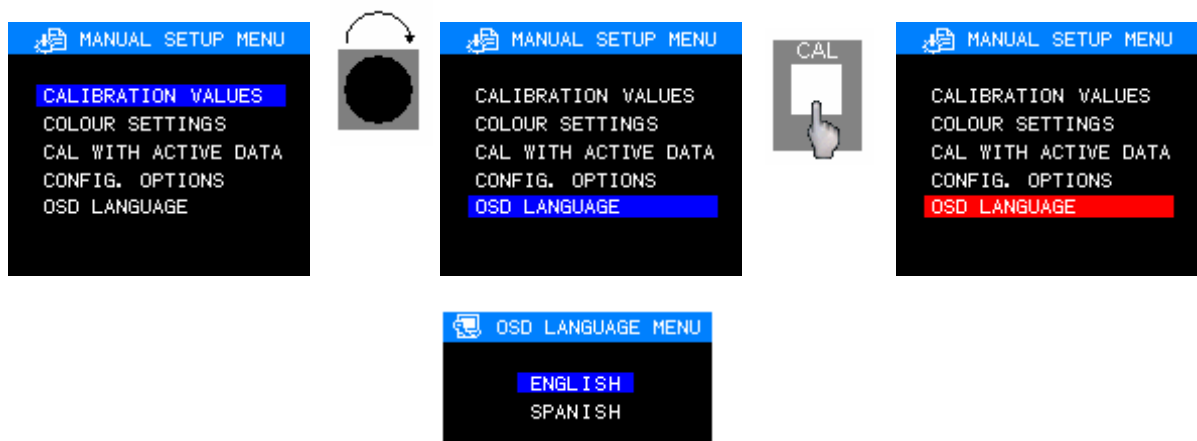 MANUAL SETUP MENU
CALIBRATION VALUES
COLOUR SETTINGS
CAL WITH ACTIVE DATA
CONFIG. OPTIONS
OSD LANGUAGE
MANUAL SETUP MENU
CALIBRATION VALUES
COLOUR SETTINGS
CAL WITH ACTIVE DATA
CONFIG. OPTIONS
OSD LANGUAGE
CAL
MANUAL SETUP MENU
CALIBRATION VALUES
COLOUR SETTINGS
CAL WITH ACTIVE DATA
CONFIG. OPTIONS
OSD LANGUAGE
OSD LANGUAGE MENU
ENGLISH
SPANISH